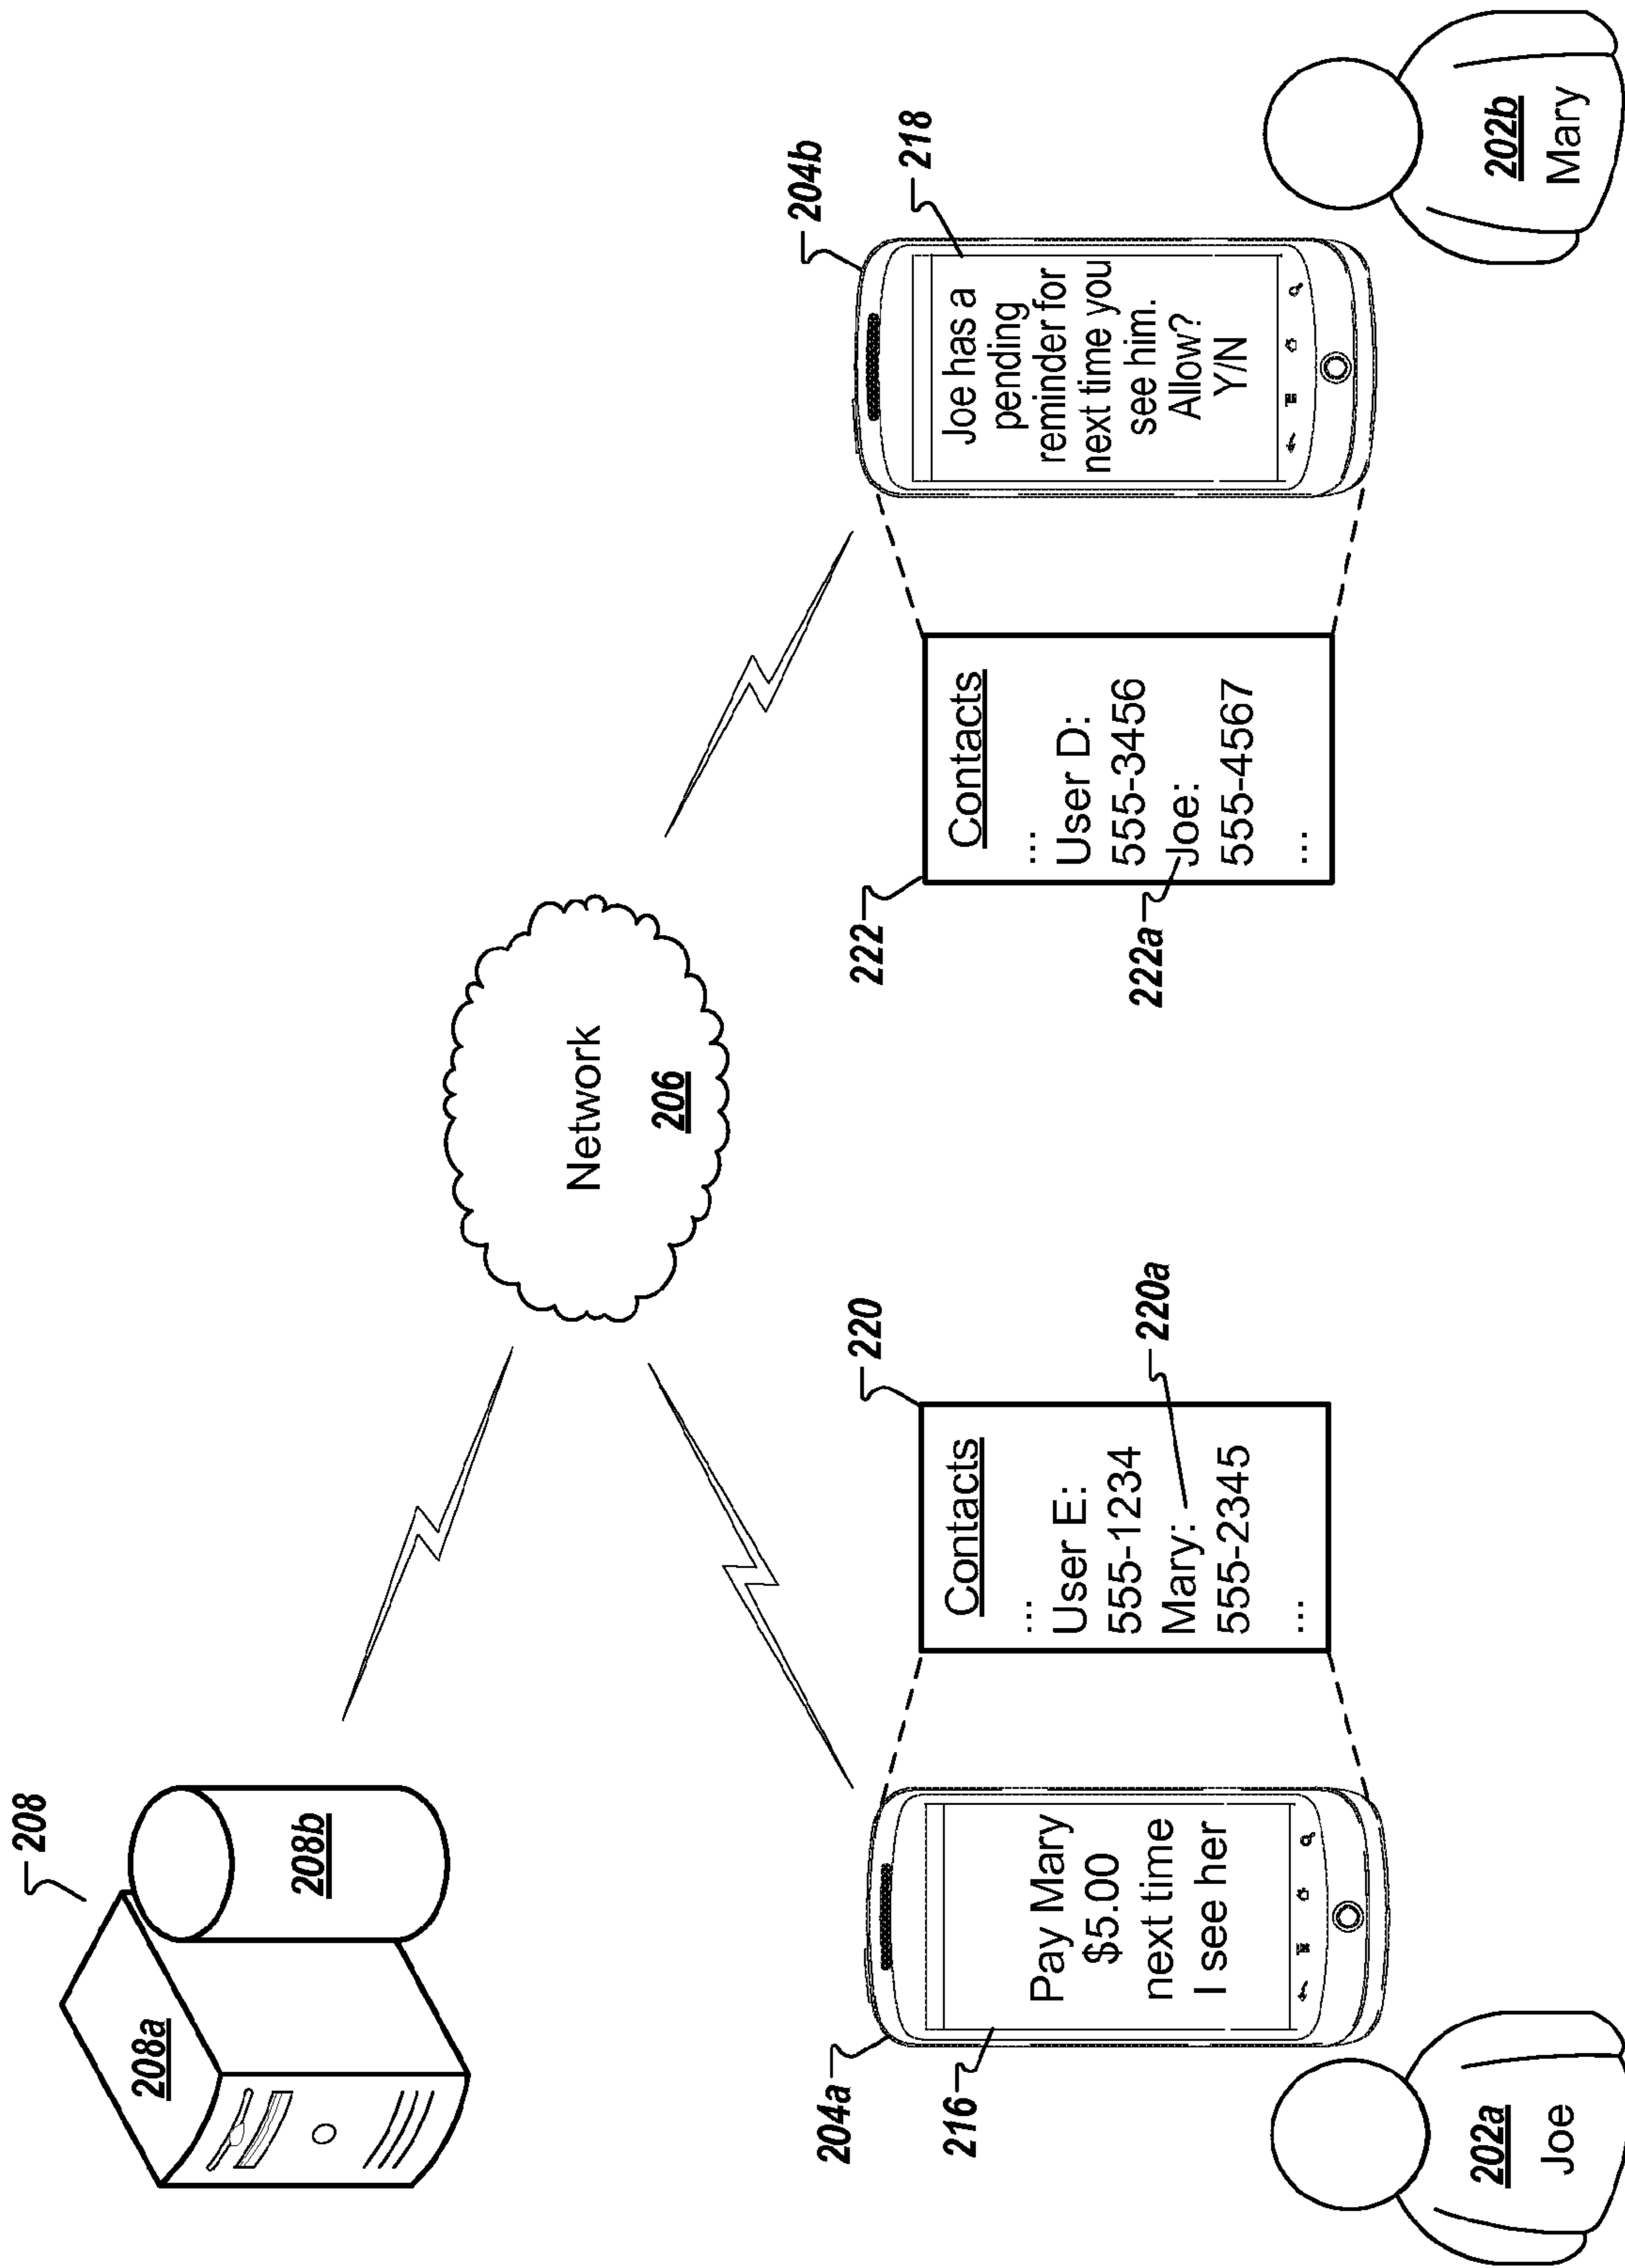 208
208a
208b
Network
206
204a
216
Pay Mary
$5.00
next time
I see her
220
Contacts
...
User E:
555-1234
Mary:
220a
555-2345
...
222
Contacts
...
User D:
555-3456
222a
Joe:
555-4567
...
204b
218
Joe has a
pending
reminder for
next time you
see him.
Allow?
Y/N
202a
Joe
202b
Mary